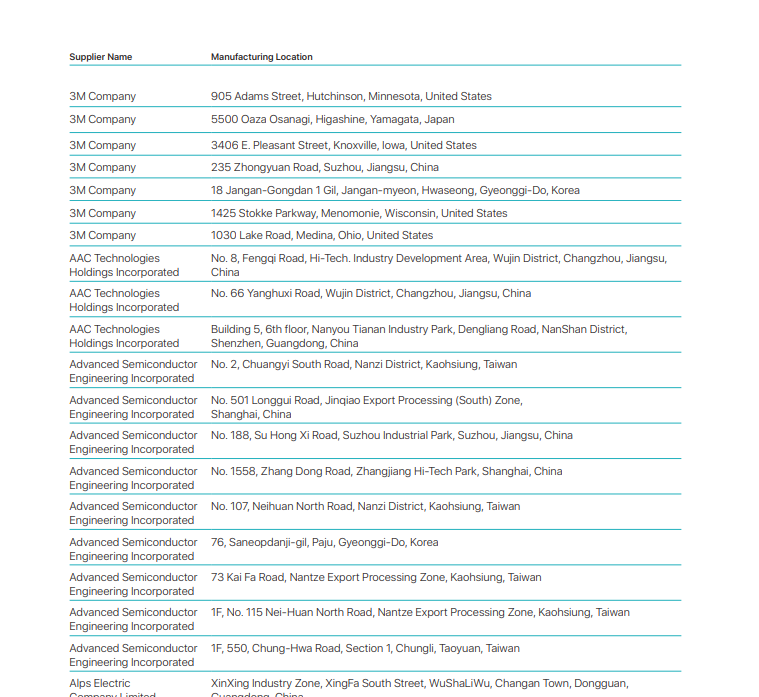 Supplier Name Manufacturing Location
3M Company 905 Adams Street, Hutchinson, Minnesota, United States
3M Company 5500 Oaza Osanagi, Higashine, Yamagata, Japan
3M Company 3406 E. Pleasant Street, Knoxville, Iowa, United States
3M Company 235 Zhongyuan Road, Suzhou, Jiangsu, China
3M Company 18 Jangan-Gongdan 1 Gil, Jangan-myeon, Hwaseong, Gyeonggi-Do, Korea
3M Company 1425 Stokke Parkway, Menomonie, Wisconsin, United States
3M Company 1030 Lake Road, Medina, Ohio, United States
AAC Technologies No. 8, Fengqi Road, Hi-Tech. Industry Development Area, Wujin District, Changzhou, Jiangsu,
Holdings Incorporated China
AAC Technologies No. 66 Yanghuxi Road, Wujin District, Changzhou, Jiangsu, China
Holdings Incorporated
AAC Technologies Building 5, 6th floor, Nanyou Tianan Industry Park, Dengliang Road, NanShan District,
Holdings Incorporated Shenzhen, Guangdong, China
Advanced Semiconductor No. 2, Chuangyi South Road, Nanzi District, Kaohsiung, Taiwan
Engineering Incorporated
Advanced Semiconductor No. 501 Longgui Road, Jinqiao Export Processing (South) Zone,
Engineering Incorporated Shanghai, China
Advanced Semiconductor No. 188, Su Hong Xi Road, Suzhou Industrial Park, Suzhou, Jiangsu, China
Engineering Incorporated
Advanced Semiconductor No. 1558, Zhang Dong Road, Zhangjiang Hi-Tech Park, Shanghai, China
Engineering Incorporated
Advanced Semiconductor No. 107, Neihuan North Road, Nanzi District, Kaohsiung, Taiwan
Engineering Incorporated
Advanced Semiconductor 76, Saneopdanji-gil, Paju, Gyeonggi-Do, Korea
Engineering Incorporated
Advanced Semiconductor 73 Kai Fa Road, Nantze Export Processing Zone, Kaohsiung, Taiwan
Engineering Incorporated
Advanced Semiconductor 1F, No. 115 Nei-Huan North Road, Nantze Export Processing Zone, Kaohsiung, Taiwan
Engineering Incorporated
Advanced Semiconductor 1F, 550, Chung-Hwa Road, Section 1, Chungli, Taoyuan, Taiwan
Engineering Incorporated
Alps Electric XinXing Industry Zone, XingFa South Street, WuShaLiWu, Changan Town, Dongguan,
Company Limited Guangdong, China